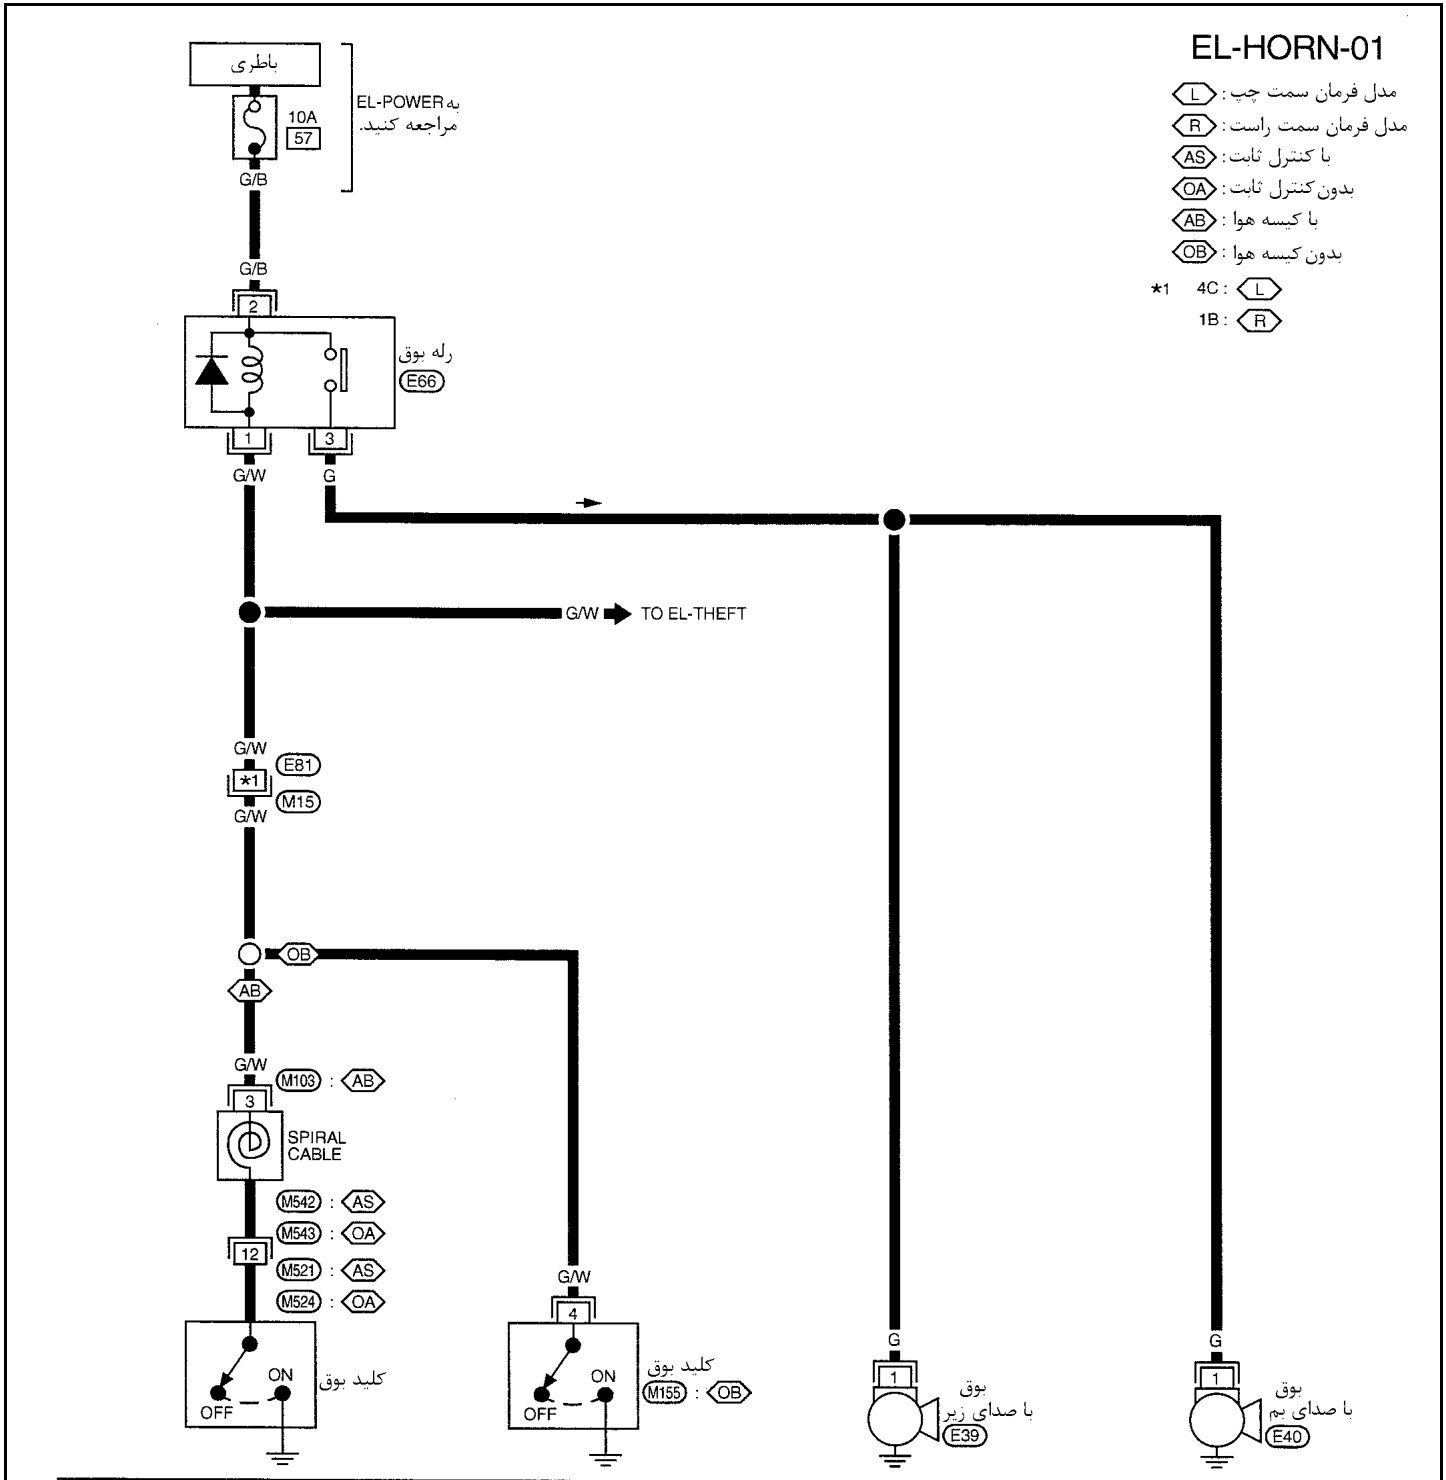 EL-HORN-01
باطری
به EL-POWER
مراجعه کنید.
10A
57
G/B
G/B
2
رله بوق
E66
1
3
G/W
G
L : مدل فرمان سمت چپ
R : مدل فرمان سمت راست
AS : با کنترل ثابت
OA : بدون کنترل ثابت
AB : با کیسه هوا
OB : بدون کیسه هوا
*1 4C : L
1B : R
G/W TO EL-THEFT
G/W
E81
*1
M15
G/W
OB
AB
G/W
M103 : AB
3
SPIRAL
CABLE
M542 : AS
M543 : OA
12
M521 : AS
M524 : OA
ON
OFF
کلید بوق
G/W
4
ON
OFF
کلید بوق
M155 : OB
G
1
بوق
با صدای زیر
E39
G
1
بوق
با صدای بم
E40